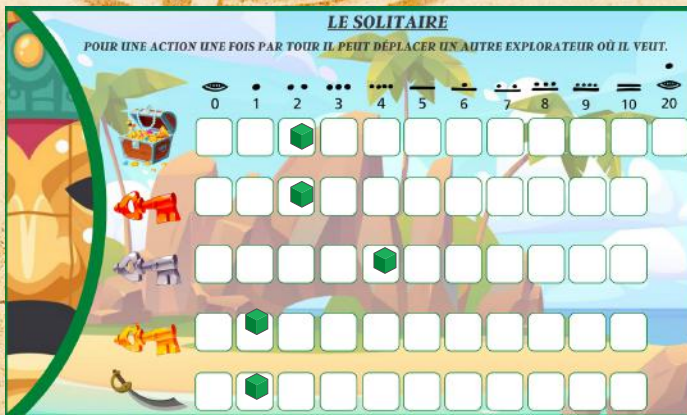 LE SOLITAIRE
POUR UNE ACTION UNE FOIS PAR TOUR IL PEUT DÉPLACER UN AUTRE EXPLORATEUR OÙ IL VEUT.
0 1 2 3 4 5 6 7 8 9 10 20